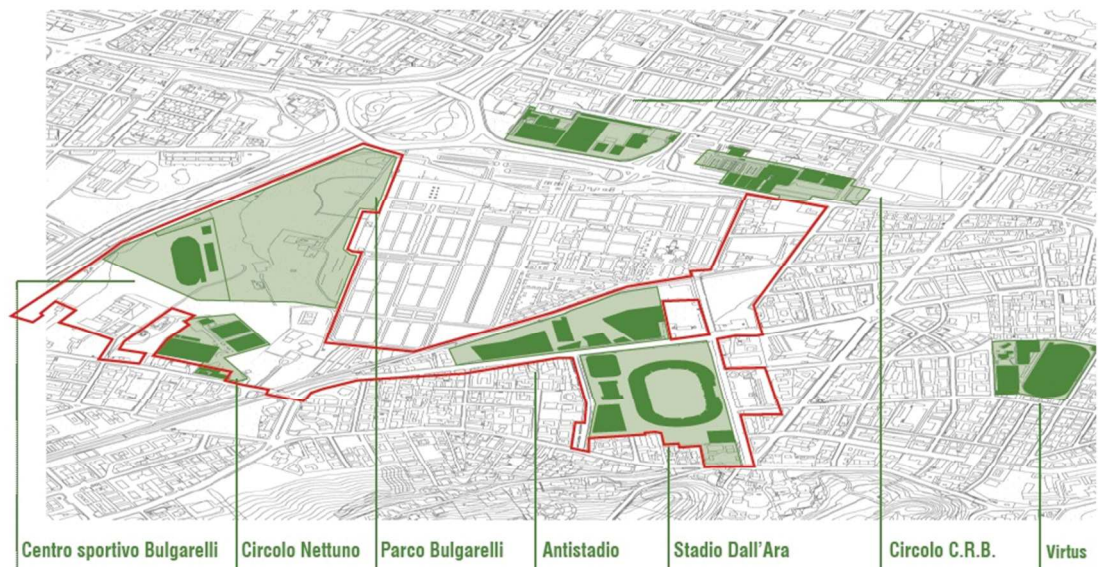 Centro sportivo Bulgarelli
Circolo Nettuno
Parco Bulgarelli
Antistadio
Stadio Dall'Ara
Circolo C.R.B.
Virtus